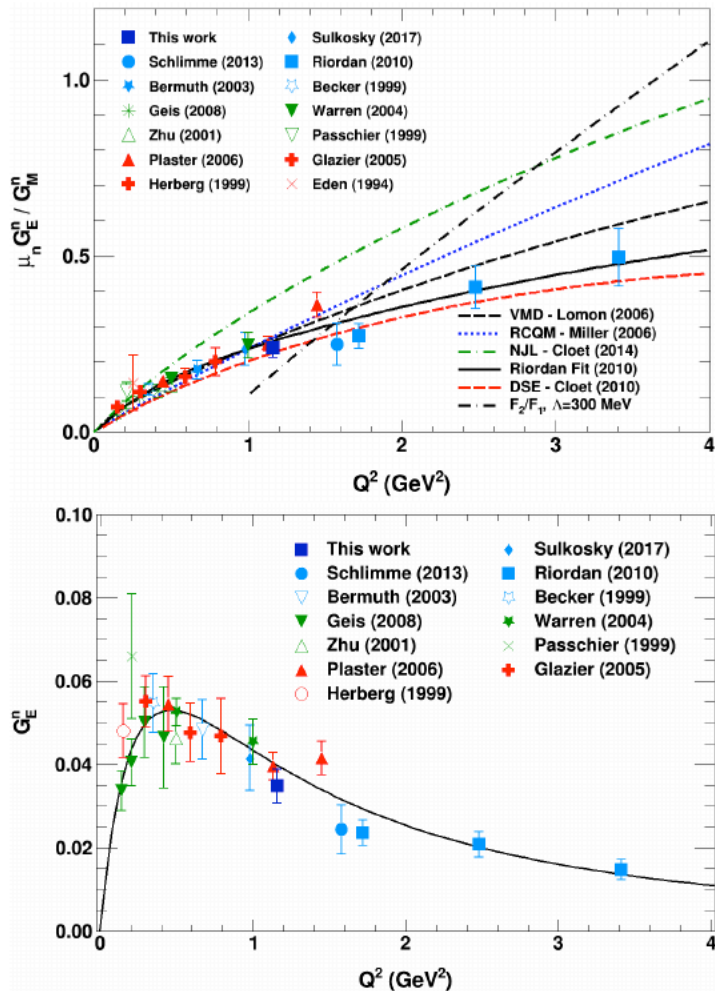 μn G_E^n / G_M^n
1.0
0.5
0.0
This work
Schlimme (2013)
Bermuth (2003)
Geis (2008)
Zhu (2001)
Plaster (2006)
Herberg (1999)
Sulkosky (2017)
Riordan (2010)
Becker (1999)
Warren (2004)
Passchier (1999)
Glazier (2005)
Eden (1994)
VMD - Lomon (2006)
RCQM - Miller (2006)
NJL - Cloet (2014)
Riordan Fit (2010)
DSE - Cloet (2010)
F₂/F₁, Λ=300 MeV
0 1 2 3 4
Q² (GeV²)
G_E^n
0.10
0.08
0.06
0.04
0.02
0.00
This work
Schlimme (2013)
Bermuth (2003)
Geis (2008)
Zhu (2001)
Plaster (2006)
Herberg (1999)
Sulkosky (2017)
Riordan (2010)
Becker (1999)
Warren (2004)
Passchier (1999)
Glazier (2005)
0 1 2 3 4
Q² (GeV²)